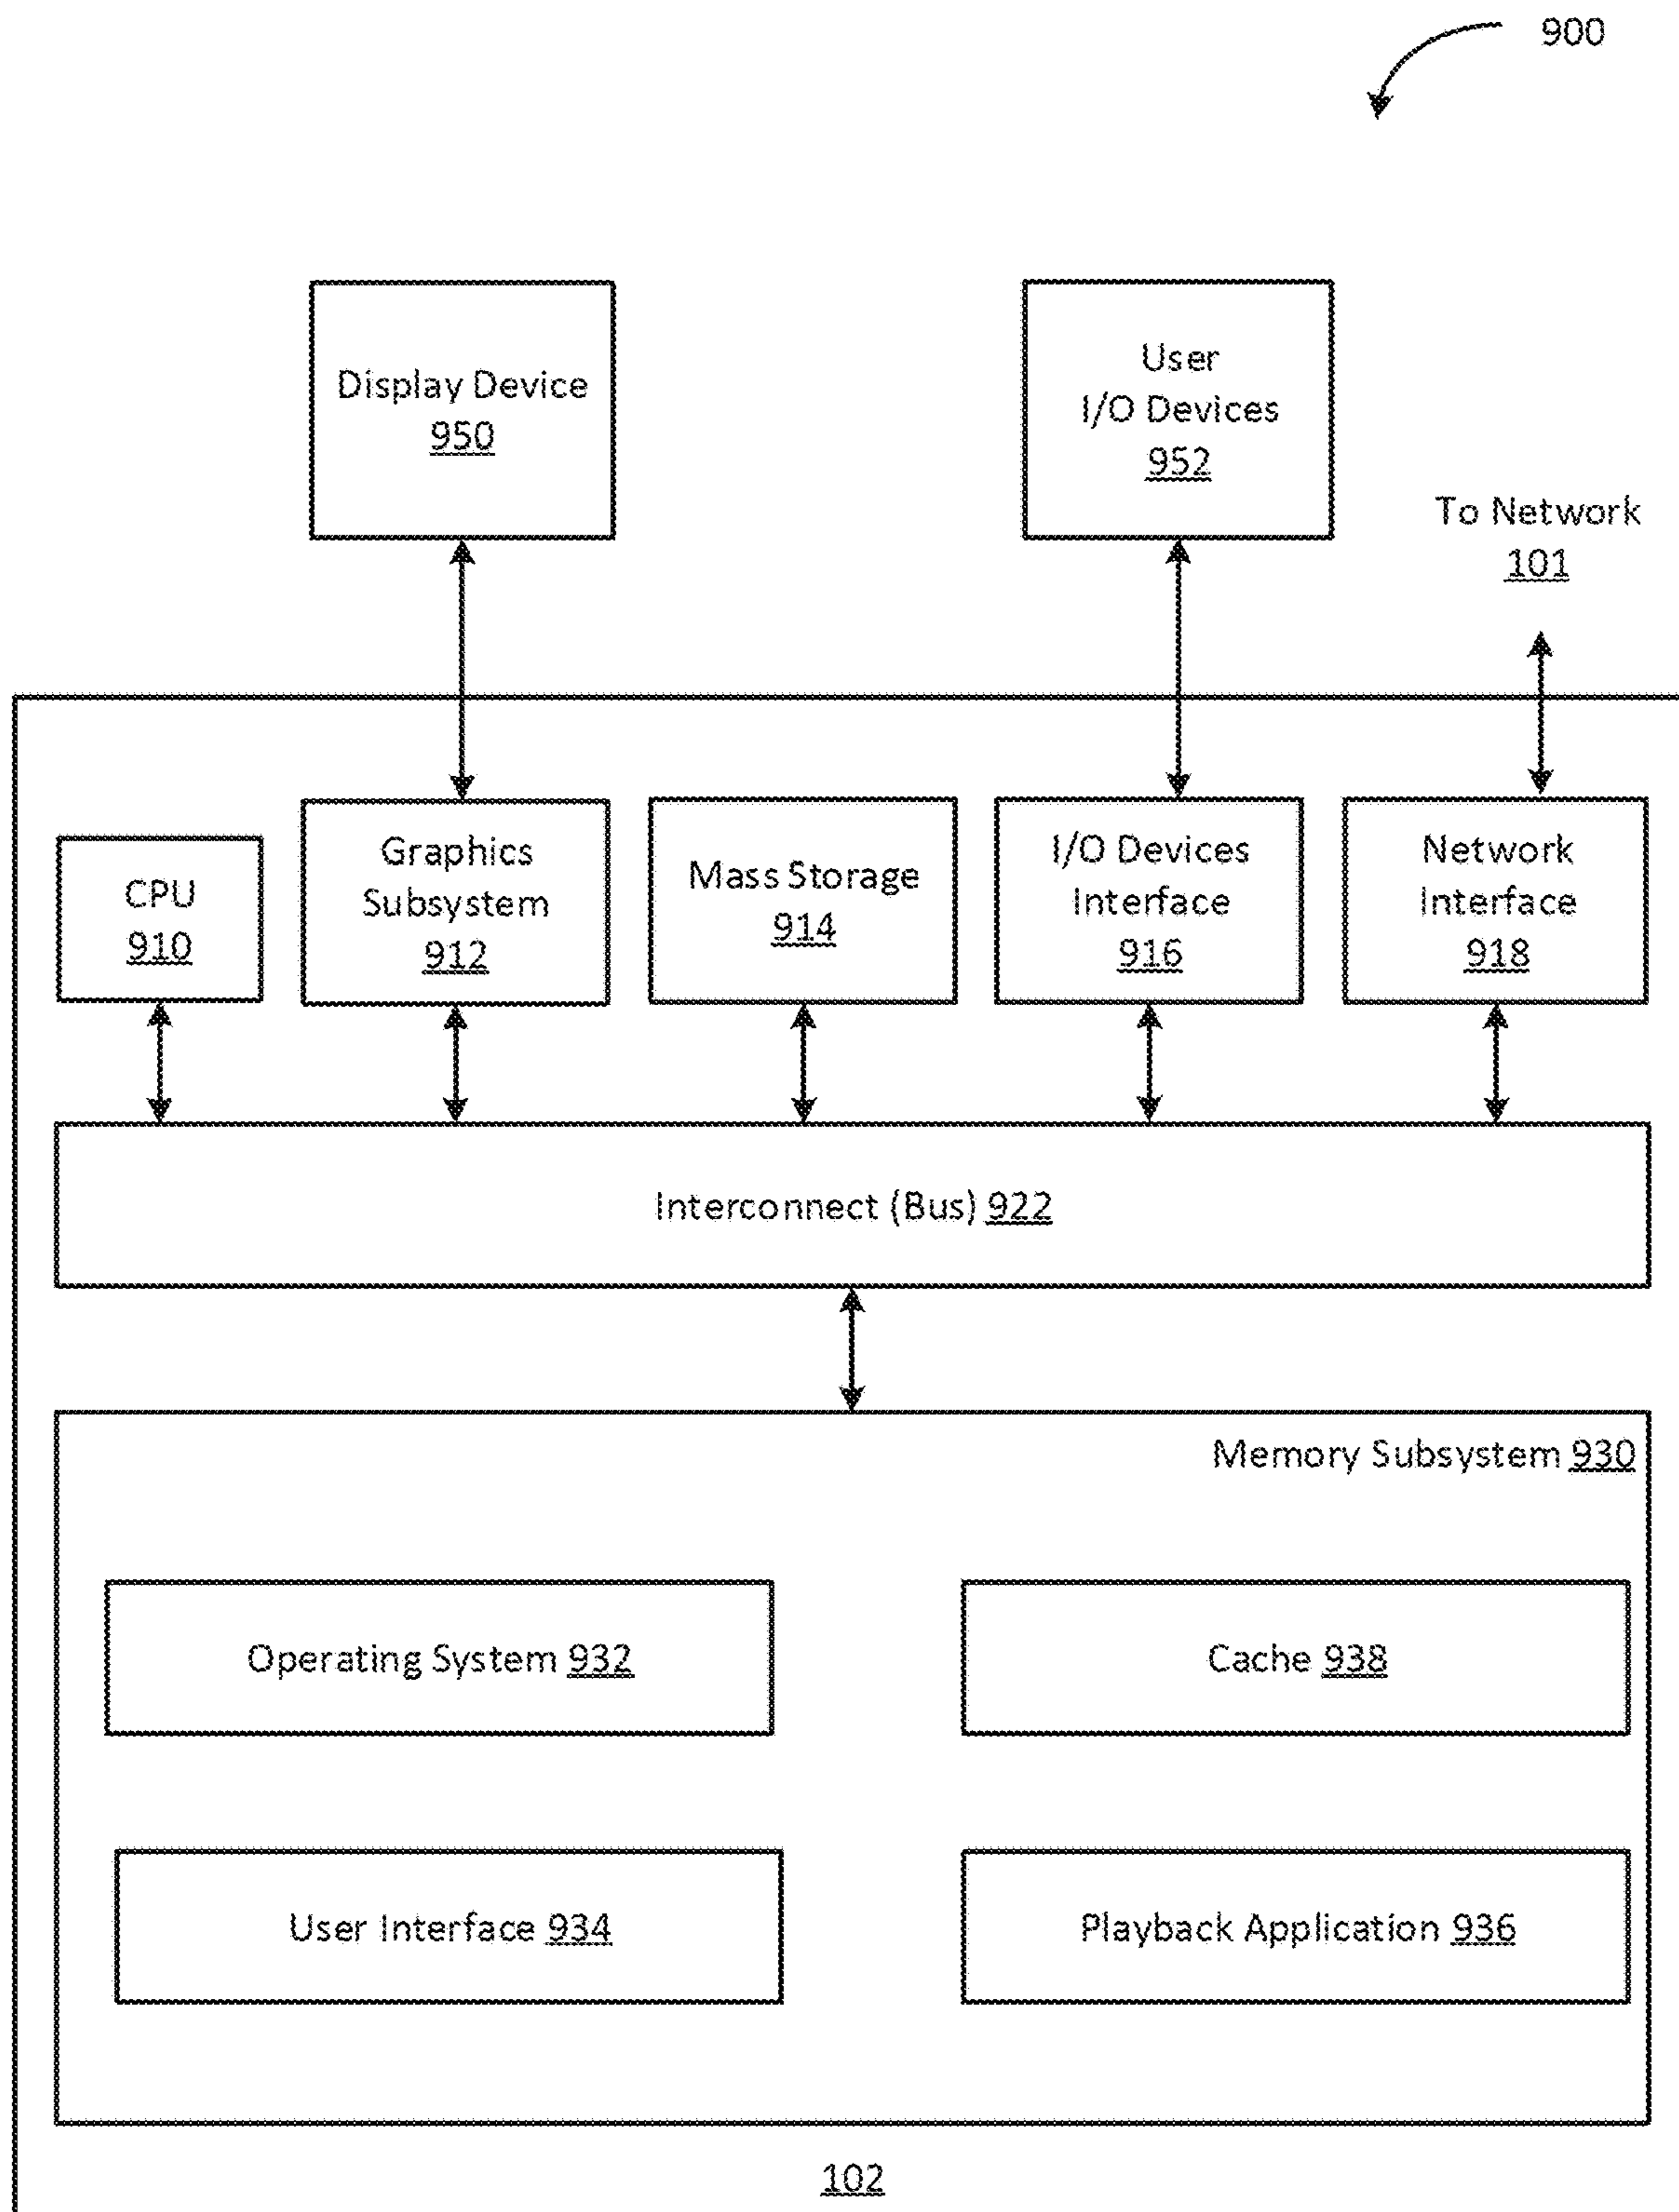 900
Display Device
950
User
I/O Devices
952
To Network
101
CPU
910
Graphics
Subsystem
912
Mass Storage
914
I/O Devices
Interface
916
Network
Interface
918
Interconnect (Bus) 922
Memory Subsystem 930
Operating System 932
Cache 938
User Interface 934
Playback Application 936
102